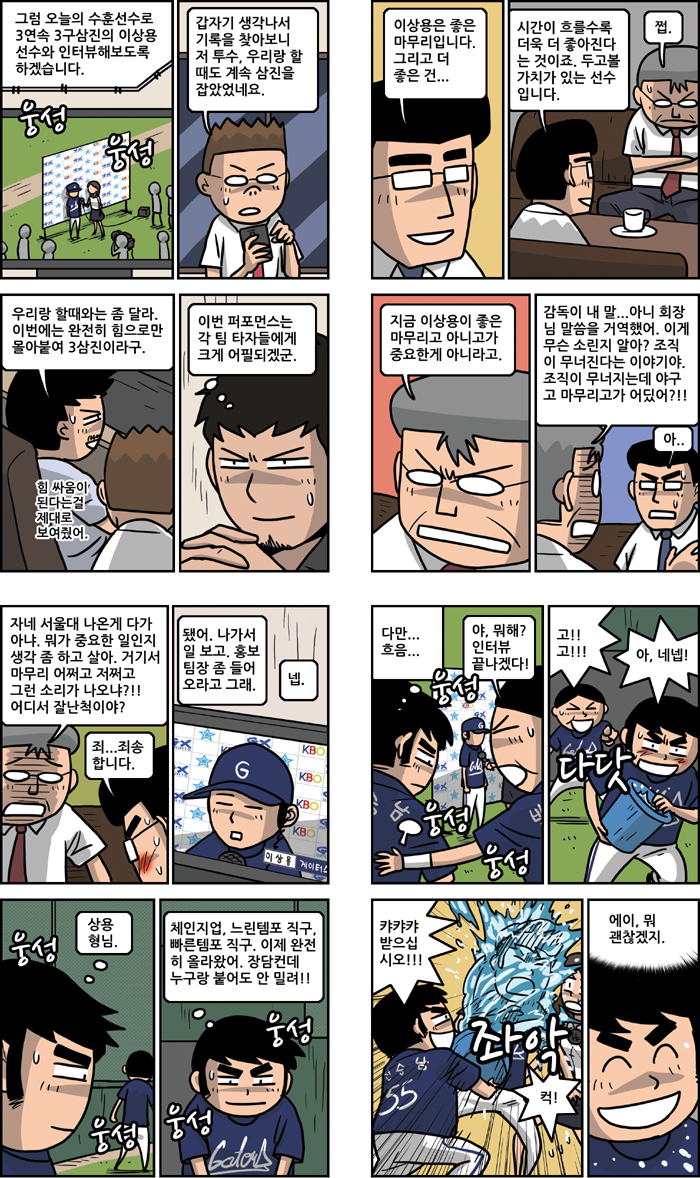 그럼 오늘의 수훈선수로
3연속 3구삼진의 이상용
선수와 인터뷰해보도록
하겠습니다.
웅성
웅성
갑자기 생각나서
기록을 찾아보니
저 투수, 우리랑 할
때도 계속 삼진을
잡았었네요.
우리랑 할때와는 좀 달라.
이번에는 완전히 힘으로만
몰아붙여 3삼진이라구.
힘 싸움이
된다는걸
제대로
보여줬어.
이번 퍼포먼스는
각 팀 타자들에게
크게 어필되겠군.
이상용은 좋은
마무리입니다.
그리고 더
좋은 건...
시간이 흐를수록
더욱 더 좋아진다
는 것이죠. 두고볼
가치가 있는 선수
입니다.
쩝.
지금 이상용이 좋은
마무리고 아니고가
중요한게 아니라고.
감독이 내 말...아니 회장
님 말씀을 거역했어. 이게
무슨 소린지 알아? 조직
이 무너진다는 이야기야.
조직이 무너지는데 야구
고 마무리고가 어딨어?!!
아..
자네 서울대 나온게 다가
아냐. 뭐가 중요한 일인지
생각 좀 하고 살아. 거기서
마무리 어쩌고 저쩌고
그런 소리가 나오냐?!!
어디서 잘난척이야?
죄...죄송
합니다.
됐어. 나가서
일 보고. 홍보
팀장 좀 들어
오라고 그래.
넵.
GX
KBO
KBO
KBO
G
이상용 게이터스
상용
형님.
웅성
웅성
체인지업, 느린템포 직구,
빠른템포 직구. 이제 완전
히 올라왔어. 장담컨데
누구랑 붙어도 안 밀려!!
웅성
웅성
Gators
다만...
흐음...
야, 뭐해?
인터뷰
끝나겠다!
웅성
웅성
웅성
고!!
고!!!
아, 네넵!
다닷
캬캬캬
받으십
시오!!!
좌악
컥!
남
55
에이, 뭐
괜찮겠지.